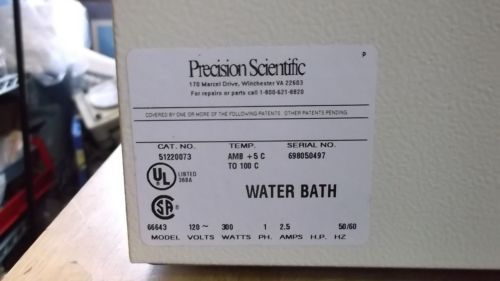 P
Precision Scientific
170 Marcel Drive, Winchester VA 22603
For repairs or parts call 1-800-621-8820
COVERED BY ONE OR MORE OF THE FOLLOWING PATENTS. OTHER PATENTS PENDING.
CAT. NO. TEMP. SERIAL NO.
51220073 AMB +5 C 698050497
TO 100 C
UL LISTED
388A
WATER BATH
SA
66643 120~ 300 1 2.5 50/60
MODEL VOLTS WATTS PH. AMPS H.P. HZ